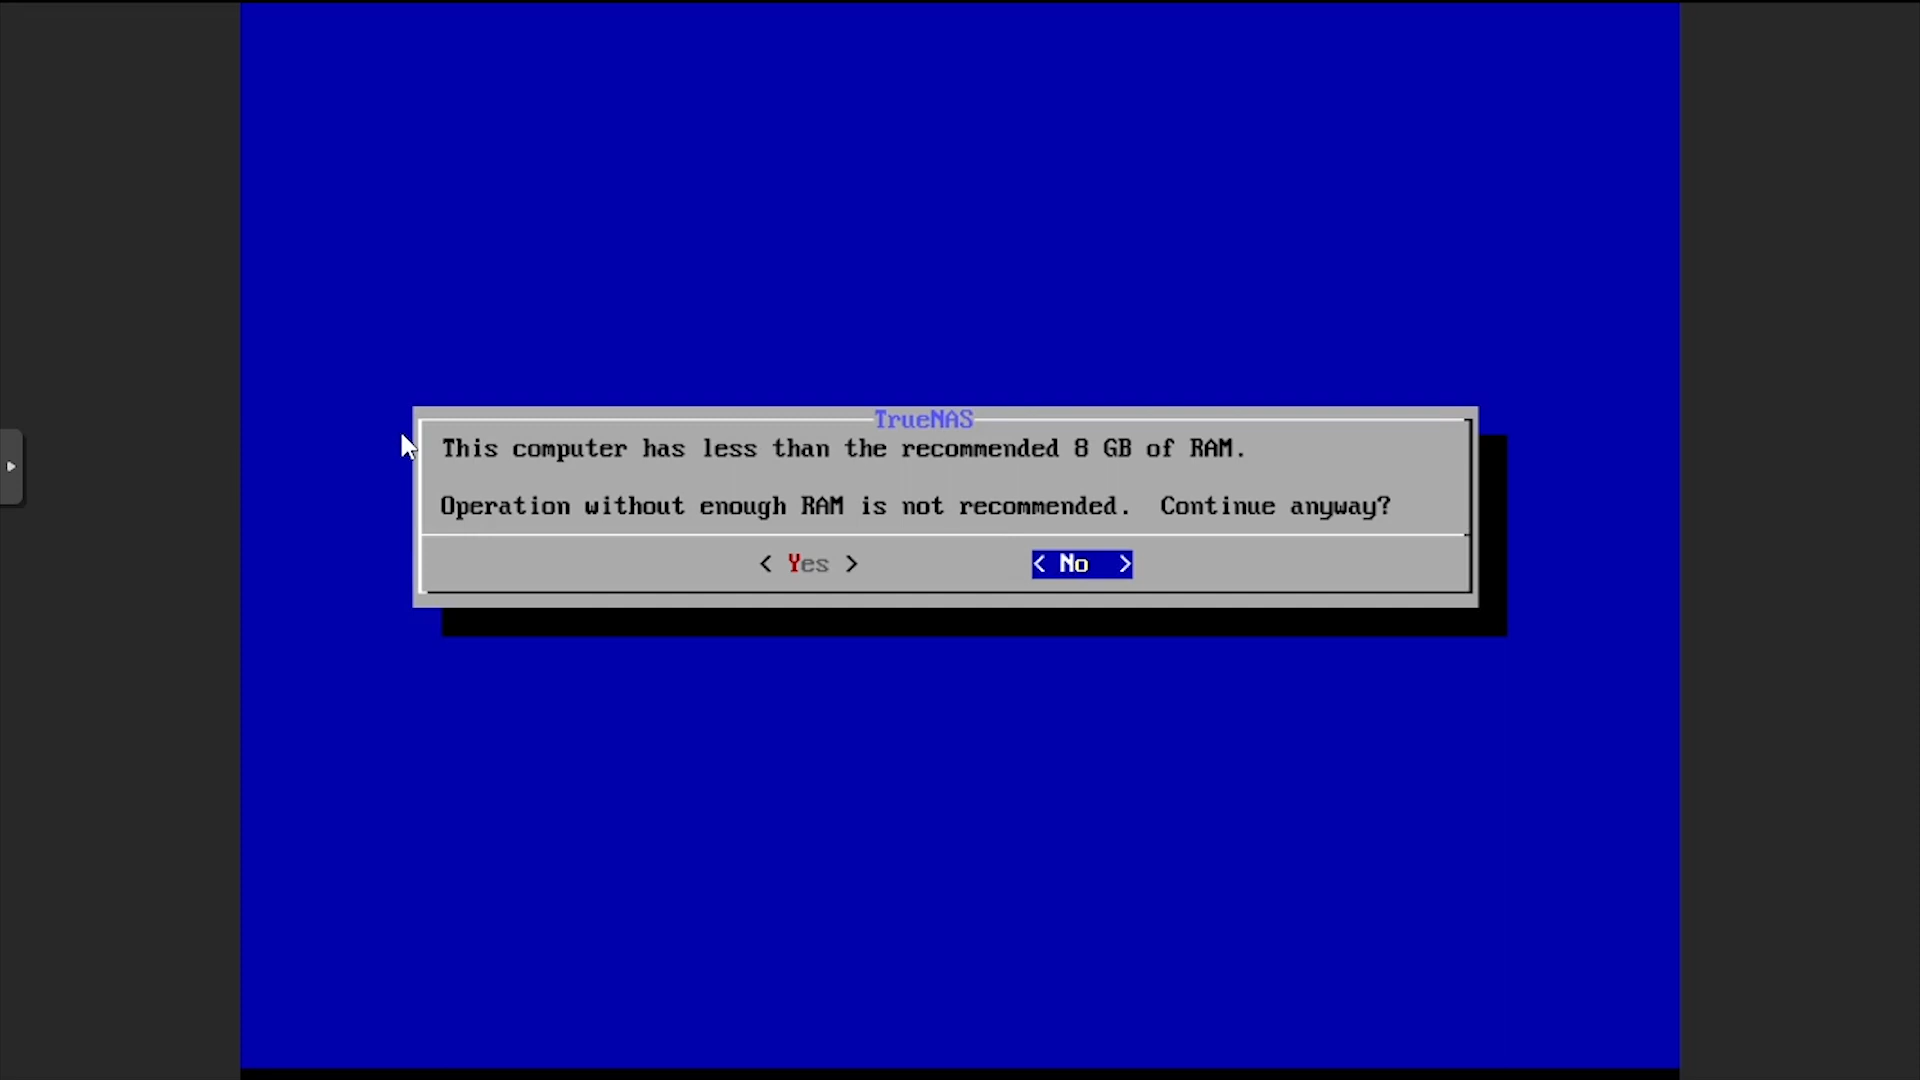 TrueNAS
This computer has less than the recommended 8 GB of RAM.
Operation without enough RAM is not recommended.  Continue anyway?
< Yes > < No  >